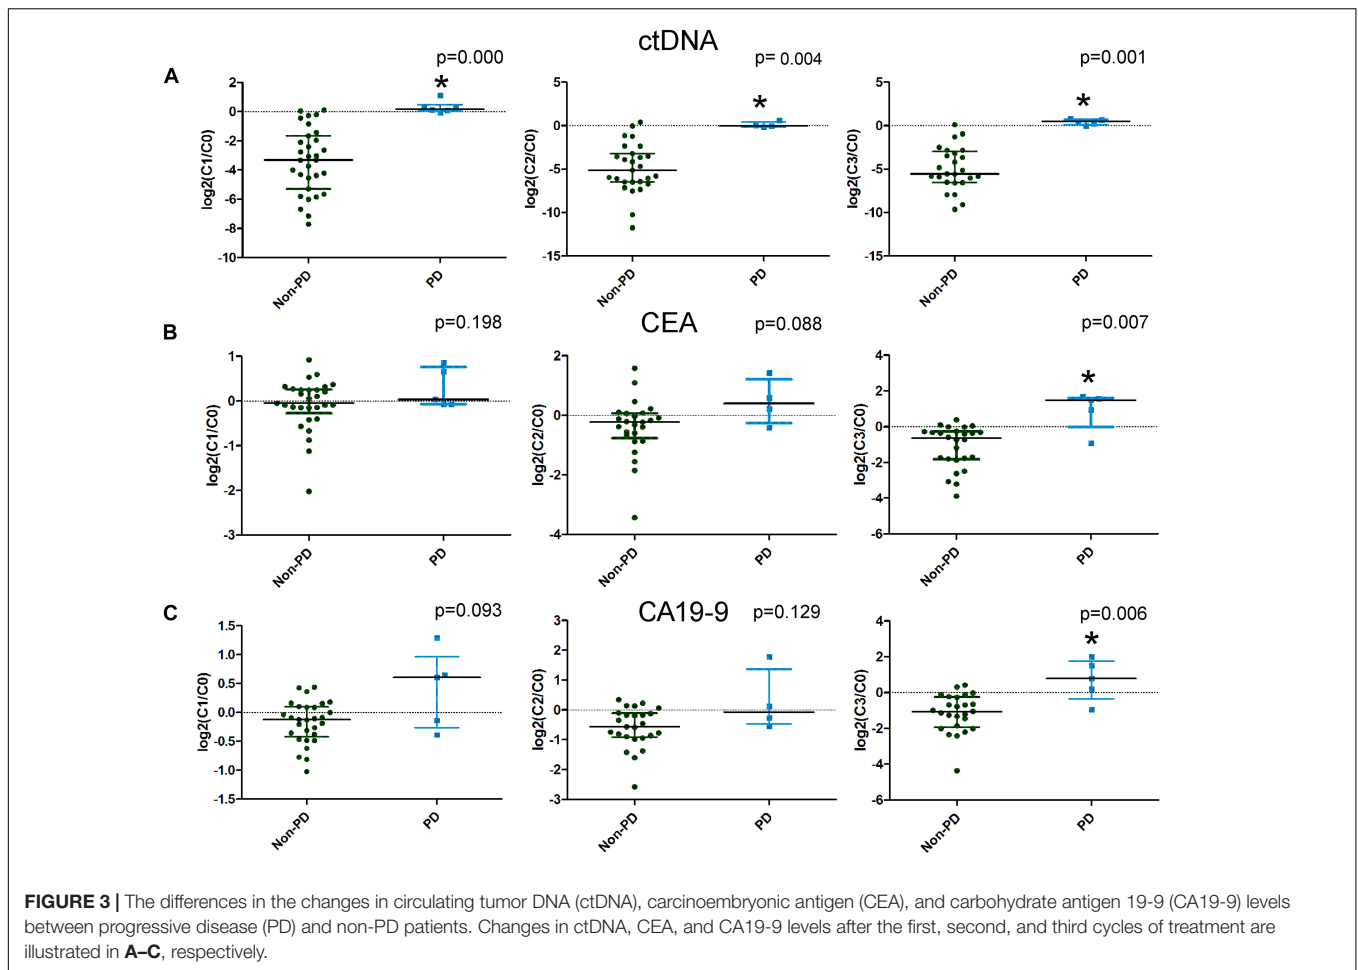 ctDNA
A
p=0.000
p= 0.004
p=0.001
*
*
*
log2(C1/C0)
2
0
-2
-4
-6
-8
-10
Non-PD
PD
log2(C2/C0)
5
0
-5
-10
-15
Non-PD
PD
log2(C3/C0)
5
0
-5
-10
-15
Non-PD
PD
B
CEA
p=0.198
p=0.088
p=0.007
*
log2(C1/C0)
1
0
-1
-2
-3
Non-PD
PD
log2(C2/C0)
2
0
-2
-4
Non-PD
PD
log2(C3/C0)
4
2
0
-2
-4
-6
Non-PD
PD
C
CA19-9
p=0.093
p=0.129
p=0.006
*
log2(C1/C0)
1.5
1.0
0.5
0.0
-0.5
-1.0
-1.5
Non-PD
PD
log2(C2/C0)
3
2
1
0
-1
-2
-3
Non-PD
PD
log2(C3/C0)
4
2
0
-2
-4
-6
Non-PD
PD
FIGURE 3 | The differences in the changes in circulating tumor DNA (ctDNA), carcinoembryonic antigen (CEA), and carbohydrate antigen 19-9 (CA19-9) levels
between progressive disease (PD) and non-PD patients. Changes in ctDNA, CEA, and CA19-9 levels after the first, second, and third cycles of treatment are
illustrated in A–C, respectively.